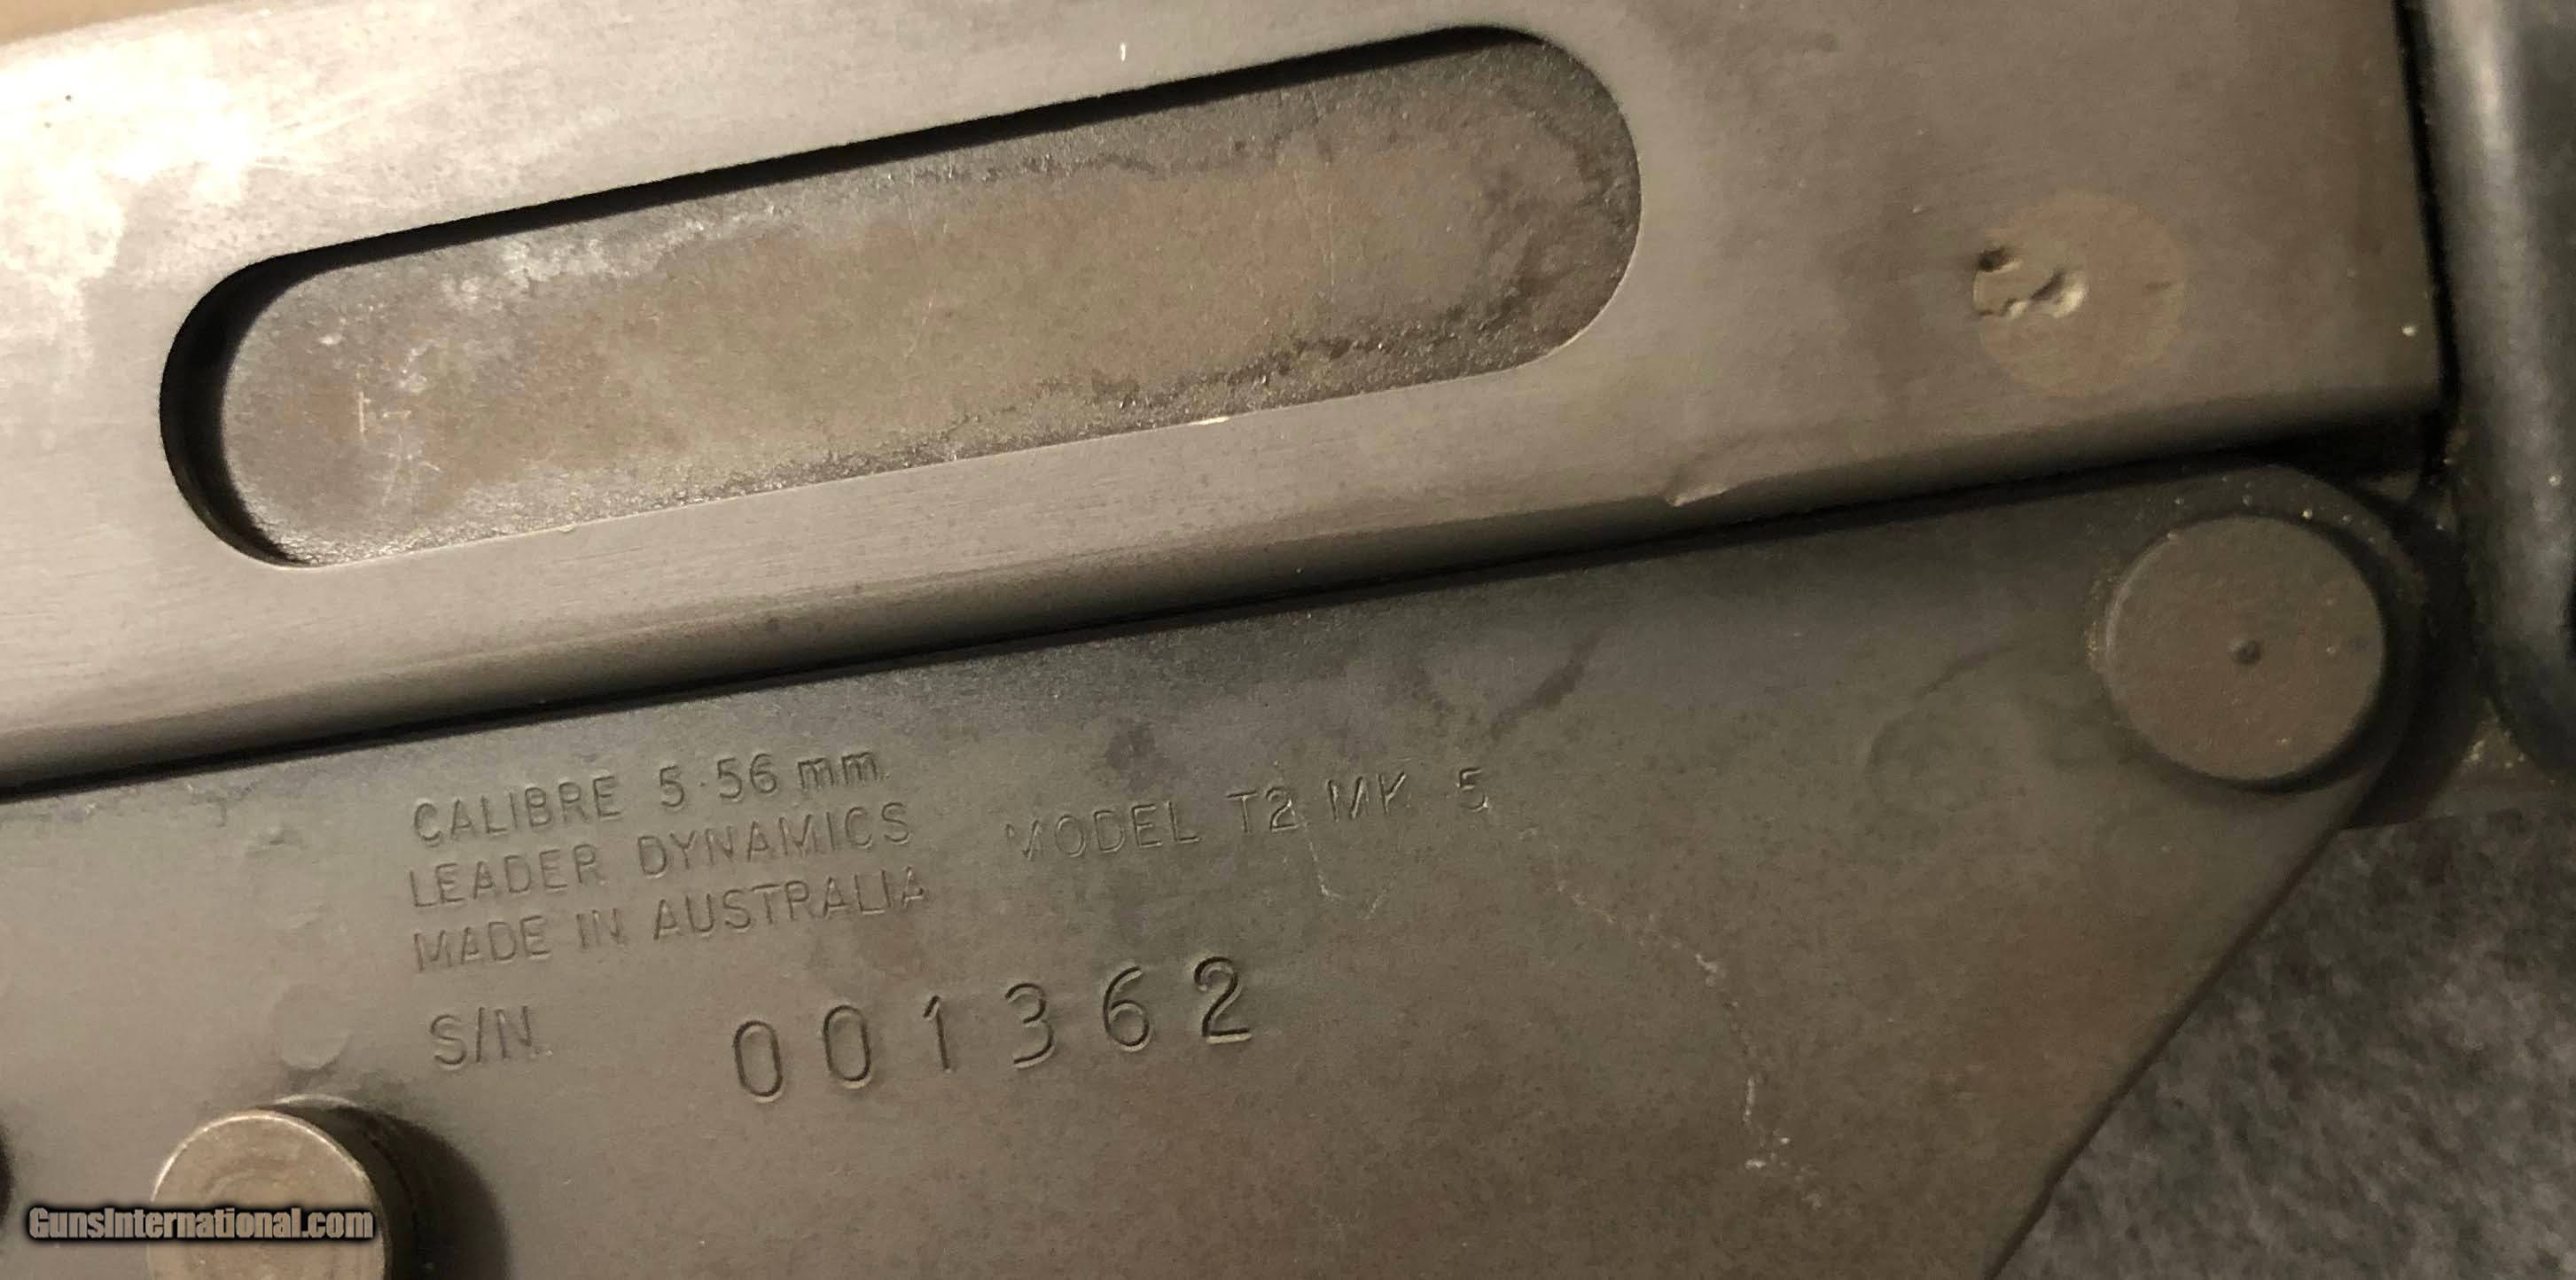 CALIBRE 5.56 mm.
LEADER DYNAMICS MODEL T2 MK 5
MADE IN AUSTRALIA
S/N. 001362
GunsInternational.com